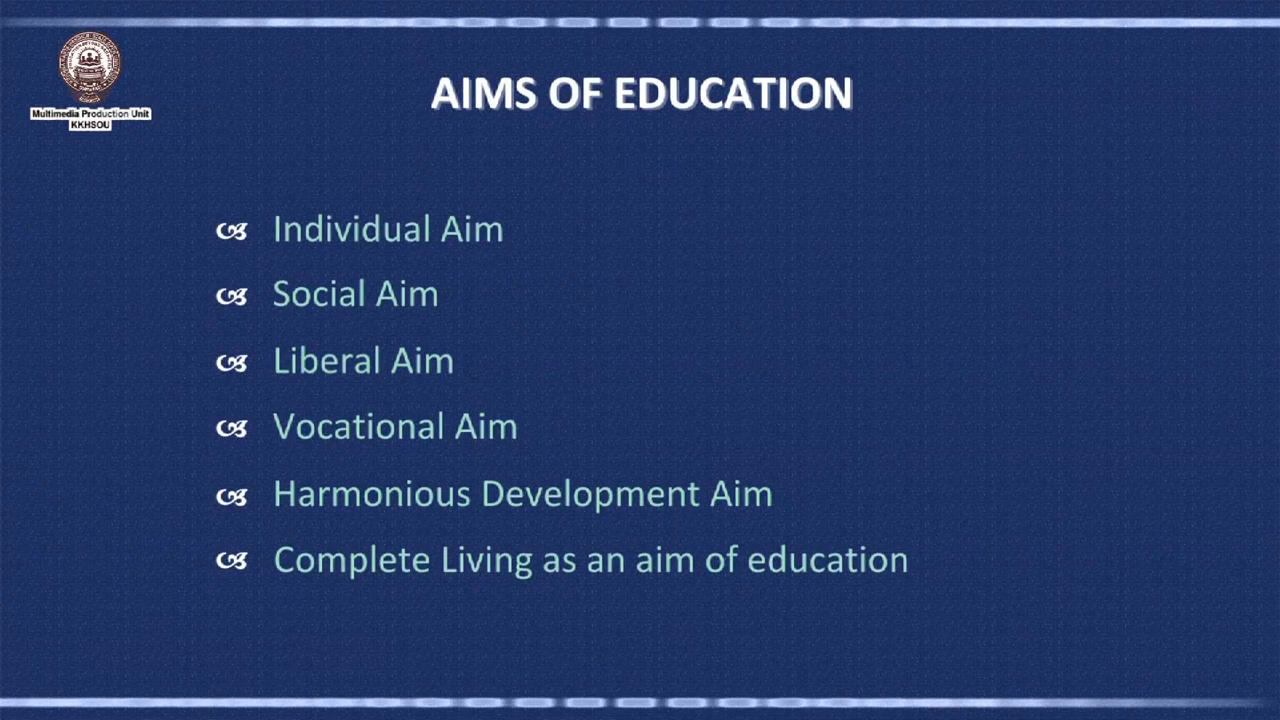 Multimedia Production Unit
KKHSOU
AIMS OF EDUCATION
Individual Aim
Social Aim
Liberal Aim
Vocational Aim
Harmonious Development Aim
Complete Living as an aim of education